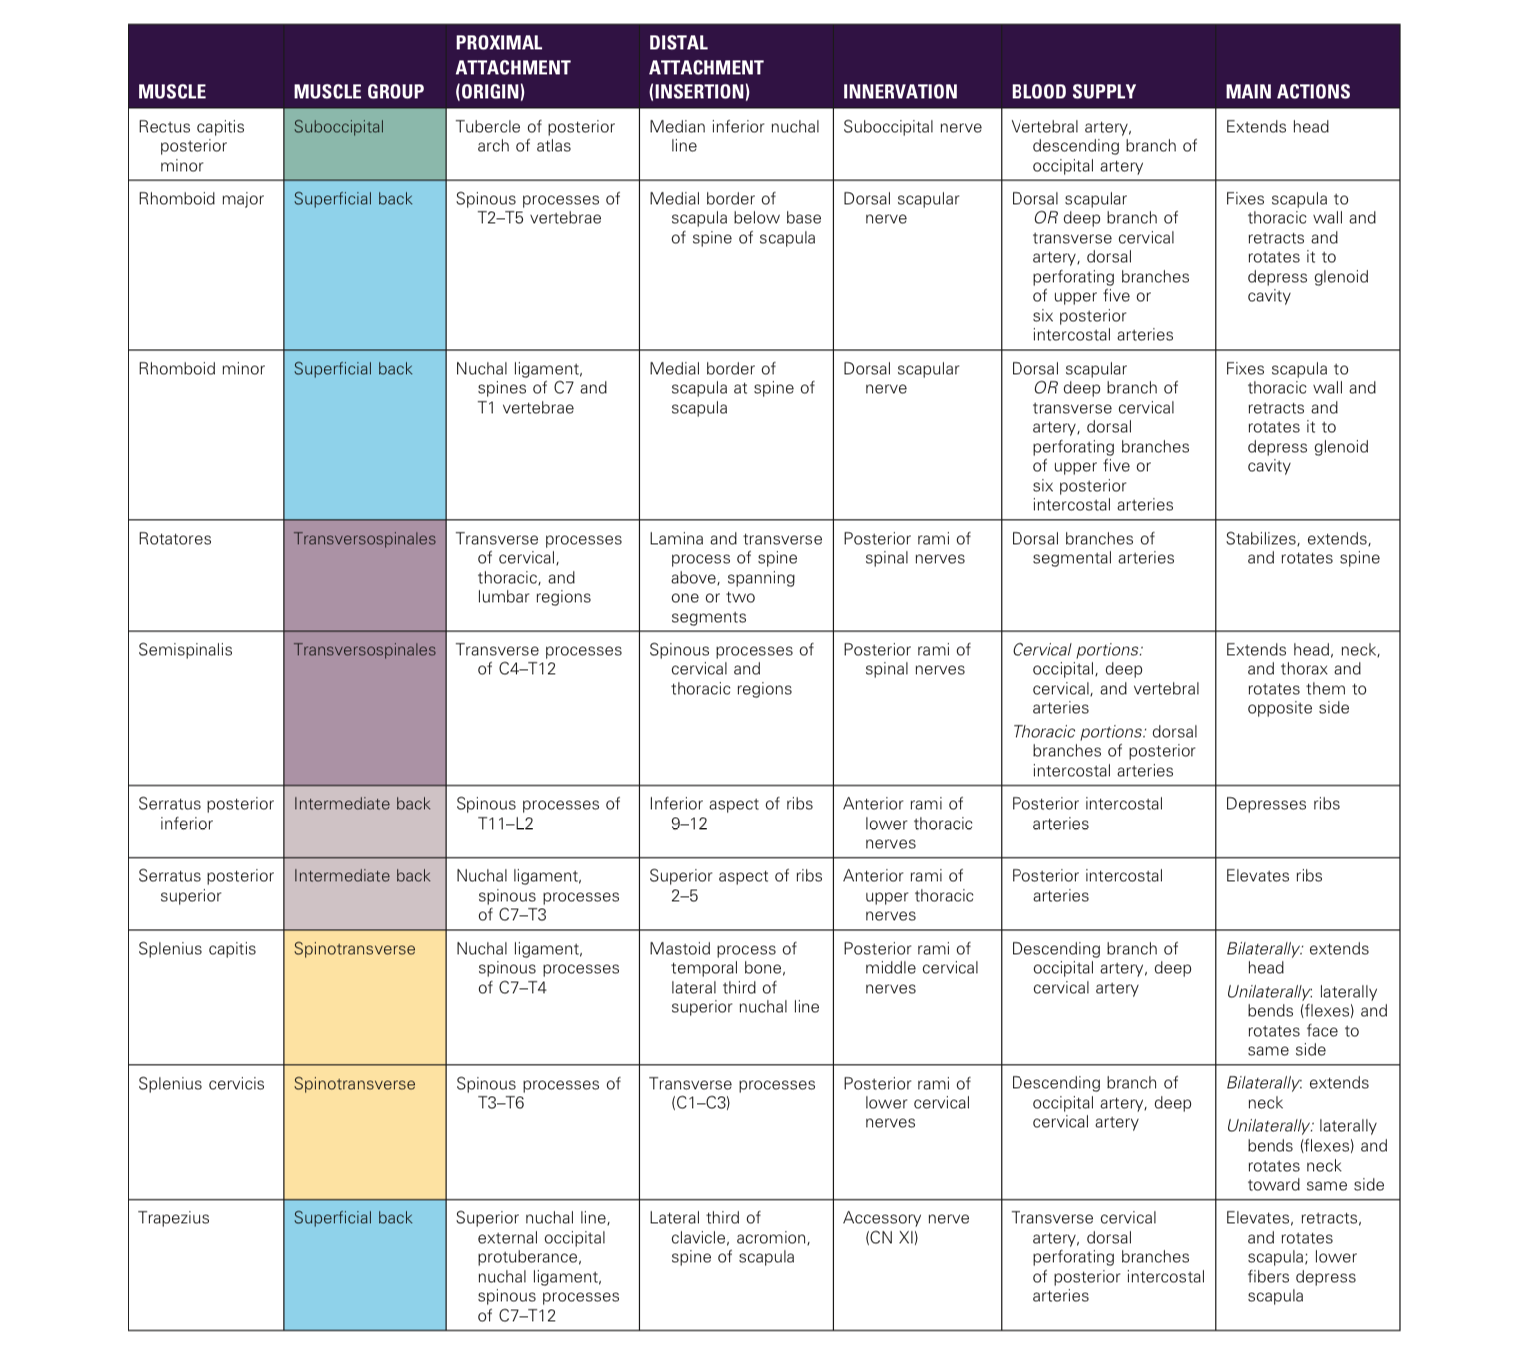 MUSCLE
MUSCLE GROUP
PROXIMAL
ATTACHMENT
(ORIGIN)
DISTAL
ATTACHMENT
(INSERTION)
INNERVATION
BLOOD SUPPLY
MAIN ACTIONS
Rectus capitis
posterior
minor
Suboccipital
Tubercle of posterior
arch of atlas
Median inferior nuchal
line
Suboccipital nerve
Vertebral artery,
descending branch of
occipital artery
Extends head
Rhomboid major
Superficial back
Spinous processes of
T2–T5 vertebrae
Medial border of
scapula below base
of spine of scapula
Dorsal scapular
nerve
Dorsal scapular
OR deep branch of
transverse cervical
artery, dorsal
perforating branches
of upper five or
six posterior
intercostal arteries
Fixes scapula to
thoracic wall and
retracts and
rotates it to
depress glenoid
cavity
Rhomboid minor
Superficial back
Nuchal ligament,
spines of C7 and
T1 vertebrae
Medial border of
scapula at spine of
scapula
Dorsal scapular
nerve
Dorsal scapular
OR deep branch of
transverse cervical
artery, dorsal
perforating branches
of upper five or
six posterior
intercostal arteries
Fixes scapula to
thoracic wall and
retracts and
rotates it to
depress glenoid
cavity
Rotatores
Transversospinales
Transverse processes
of cervical,
thoracic, and
lumbar regions
Lamina and transverse
process of spine
above, spanning
one or two
segments
Posterior rami of
spinal nerves
Dorsal branches of
segmental arteries
Stabilizes, extends,
and rotates spine
Semispinalis
Transversospinales
Transverse processes
of C4–T12
Spinous processes of
cervical and
thoracic regions
Posterior rami of
spinal nerves
Cervical portions:
occipital, deep
cervical, and vertebral
arteries
Thoracic portions: dorsal
branches of posterior
intercostal arteries
Extends head, neck,
and thorax and
rotates them to
opposite side
Serratus posterior
inferior
Intermediate back
Spinous processes of
T11–L2
Inferior aspect of ribs
9–12
Anterior rami of
lower thoracic
nerves
Posterior intercostal
arteries
Depresses ribs
Serratus posterior
superior
Intermediate back
Nuchal ligament,
spinous processes
of C7–T3
Superior aspect of ribs
2–5
Anterior rami of
upper thoracic
nerves
Posterior intercostal
arteries
Elevates ribs
Splenius capitis
Spinotransverse
Nuchal ligament,
spinous processes
of C7–T4
Mastoid process of
temporal bone,
lateral third of
superior nuchal line
Posterior rami of
middle cervical
nerves
Descending branch of
occipital artery, deep
cervical artery
Bilaterally: extends
head
Unilaterally: laterally
bends (flexes) and
rotates face to
same side
Splenius cervicis
Spinotransverse
Spinous processes of
T3–T6
Transverse processes
(C1–C3)
Posterior rami of
lower cervical
nerves
Descending branch of
occipital artery, deep
cervical artery
Bilaterally: extends
neck
Unilaterally: laterally
bends (flexes) and
rotates neck
toward same side
Trapezius
Superficial back
Superior nuchal line,
external occipital
protuberance,
nuchal ligament,
spinous processes
of C7–T12
Lateral third of
clavicle, acromion,
spine of scapula
Accessory nerve
(CN XI)
Transverse cervical
artery, dorsal
perforating branches
of posterior intercostal
arteries
Elevates, retracts,
and rotates
scapula; lower
fibers depress
scapula